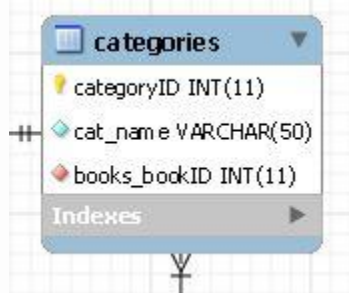 categories
categoryID INT(11)
cat_name VARCHAR(50)
books_bookID INT(11)
Indexes